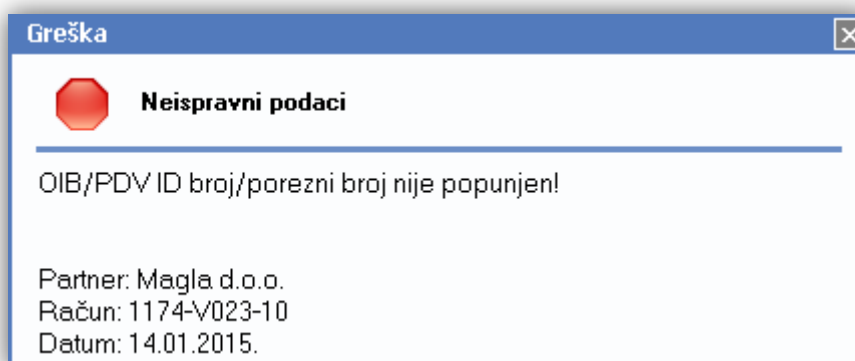 Greška
Neispravni podaci
OIB/PDV ID broj/porezni broj nije popunjen!
Partner: Magla d.o.o.
Račun: 1174-V023-10
Datum: 14.01.2015.